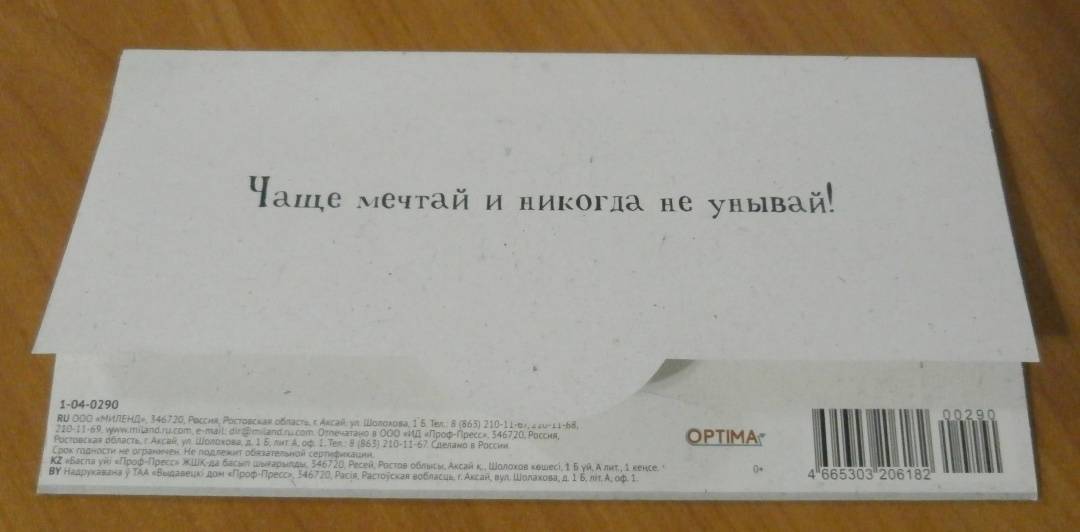 Чаще мечтай и никогда не унывай!
1-04-0290
RU ООО «МИЛЕНД», 346720, Россия, Ростовская область, г. Аксай, ул. Шолохова, 1 Б. Тел.: 8 (863) 210-11-67, 210-11-68,
210-11-69, www.miland.ru.com, e-mail: dir@miland.ru.com. Отпечатано в ООО «ИД «Проф-Пресс», 346720, Россия,
Ростовская область, г. Аксай, ул. Шолохова, д. 1 Б, лит. А, оф. 1. Тел.: 8 (863) 210-11-67. Сделано в России.
Срок годности не ограничен. Не подлежит обязательной сертификации.
KZ «Баспа үйі «Проф-Пресс» ЖШҚ-да басып шығарылды, 346720, Ресей, Ростов облысы, Аксай қ., Шолохов көшесі, 1 Б үй, А лит., 1 кеңсе.
BY Надрукавана ў ТАА «Выдавецкі дом «Проф-Пресс», 346720, Расія, Растоўская вобласць, г. Аксай, вул. Шолахава, д. 1 Б, літ. А, оф. 1.
OPTIMA
0+
00290
4 665303 206182